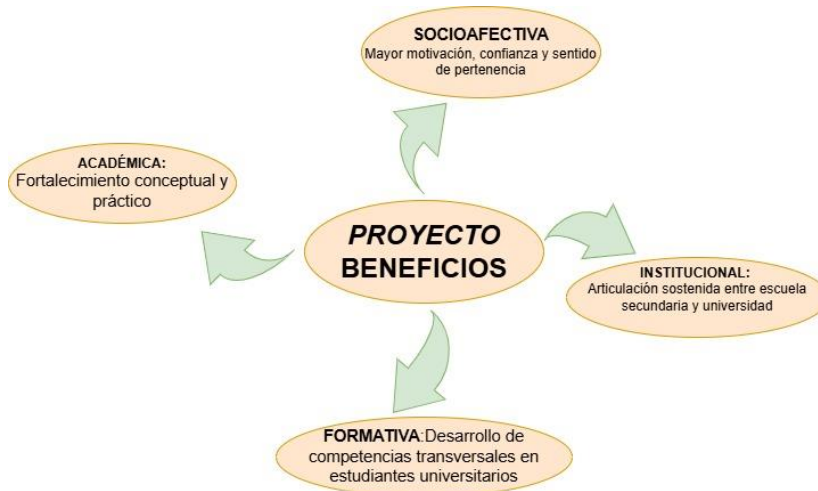 SOCIOAFECTIVA
Mayor motivación, confianza y sentido
de pertenencia
ACADÉMICA:
Fortalecimiento conceptual y
práctico
PROYECTO
BENEFICIOS
INSTITUCIONAL:
Articulación sostenida entre escuela
secundaria y universidad
FORMATIVA:Desarrollo de
competencias transversales en
estudiantes universitarios